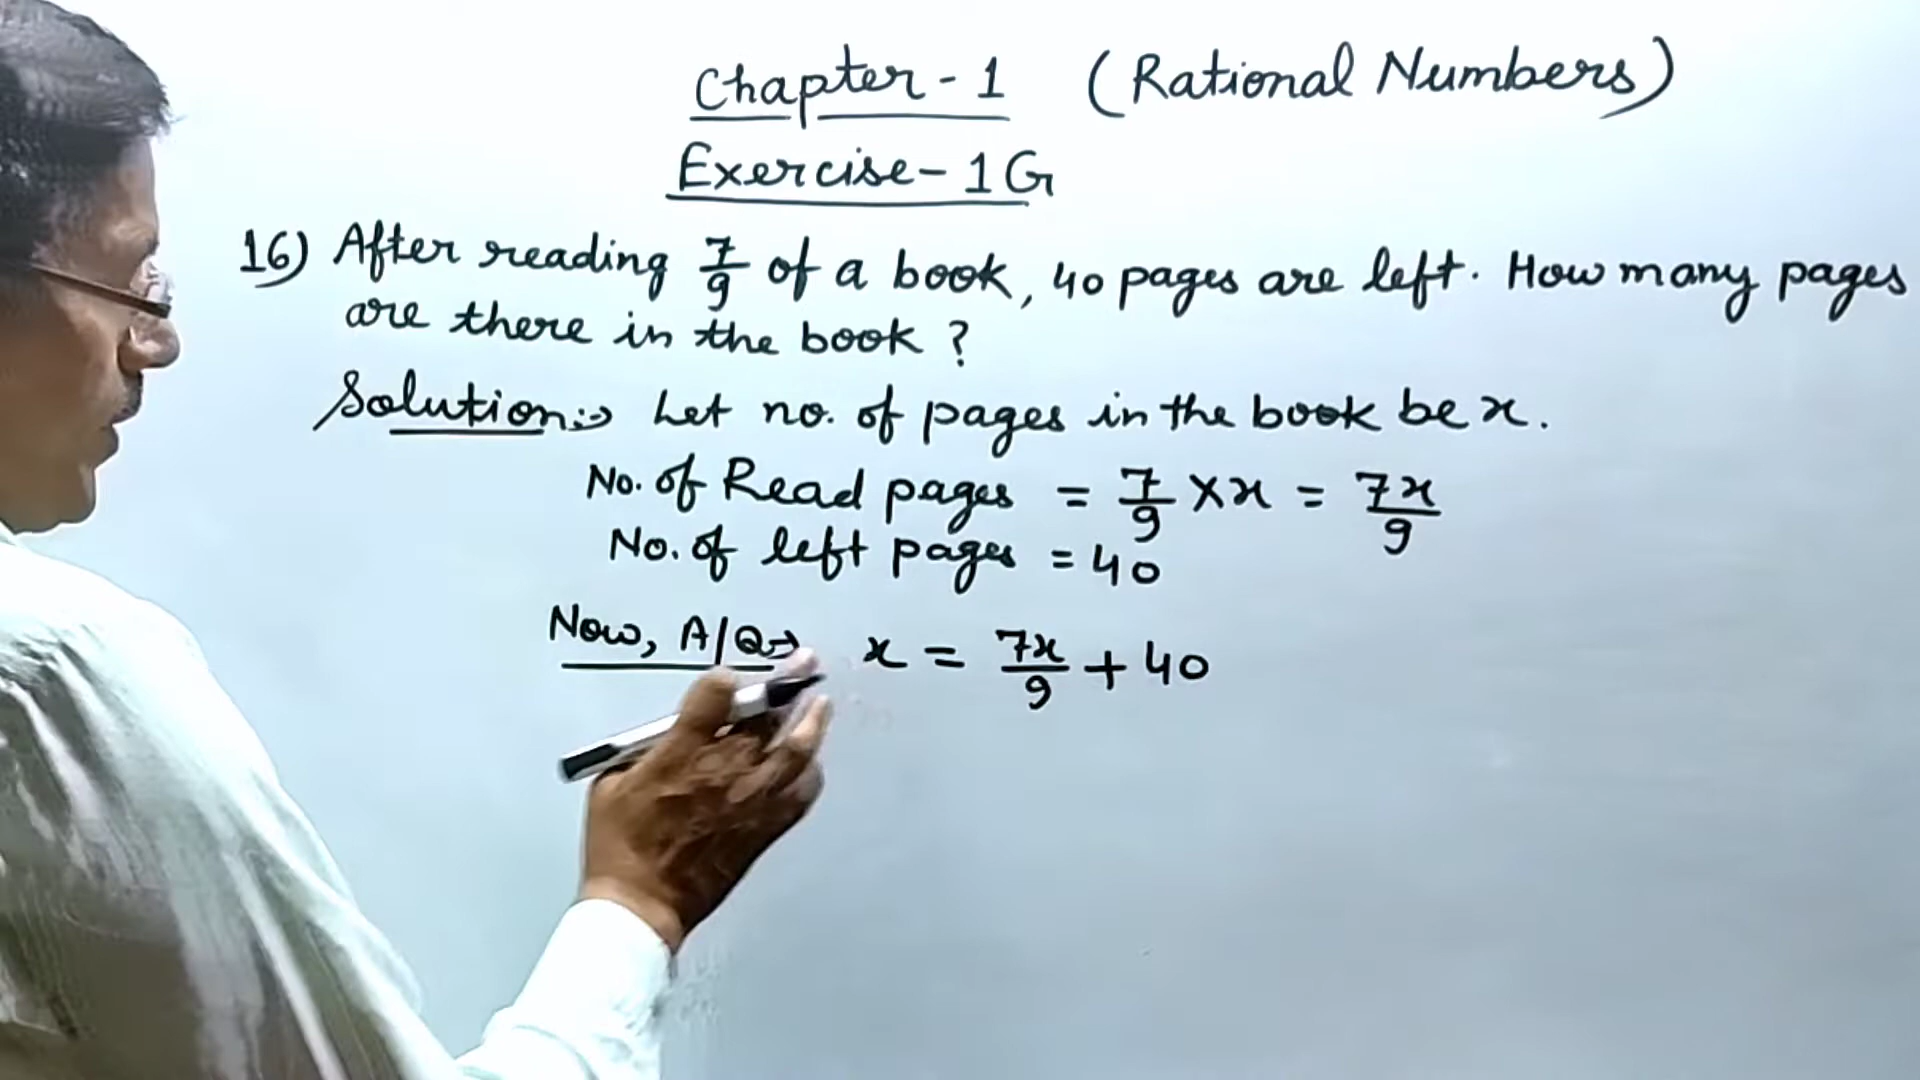 Chapter - 1 (Rational Numbers)
Exercise - 1G
16) After reading 7/9 of a book, 40 pages are left. How many pages
are there in the book ?
Solution:→ Let no. of pages in the book be x.
No. of Read pages = 7/9 × x = 7x/9
No. of left pages = 40
Now, A/Q→ x = 7x/9 + 40